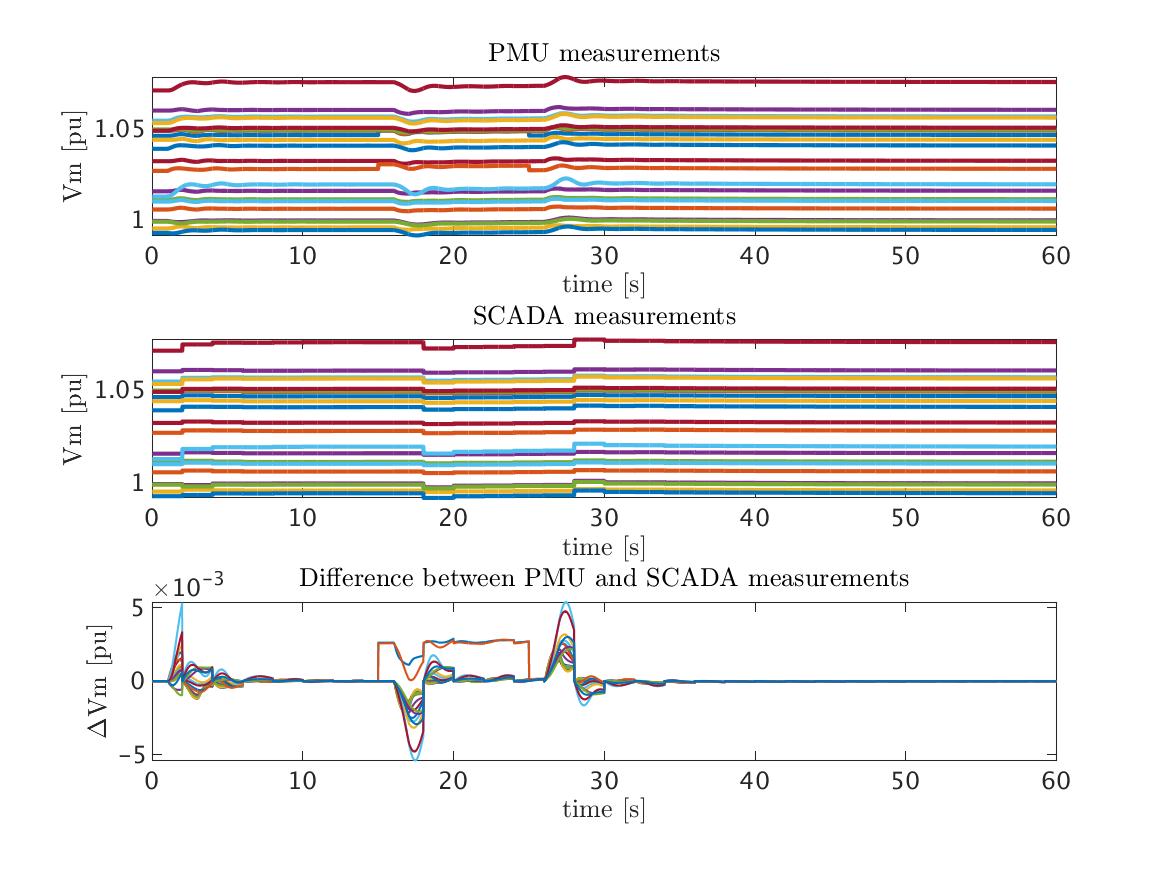 PMU measurements
Vm [pu]
1.05
1
0 10 20 30 40 50 60
time [s]
SCADA measurements
Vm [pu]
1.05
1
0 10 20 30 40 50 60
time [s]
Difference between PMU and SCADA measurements
×10⁻³
ΔVm [pu]
5
0
−5
0 10 20 30 40 50 60
time [s]